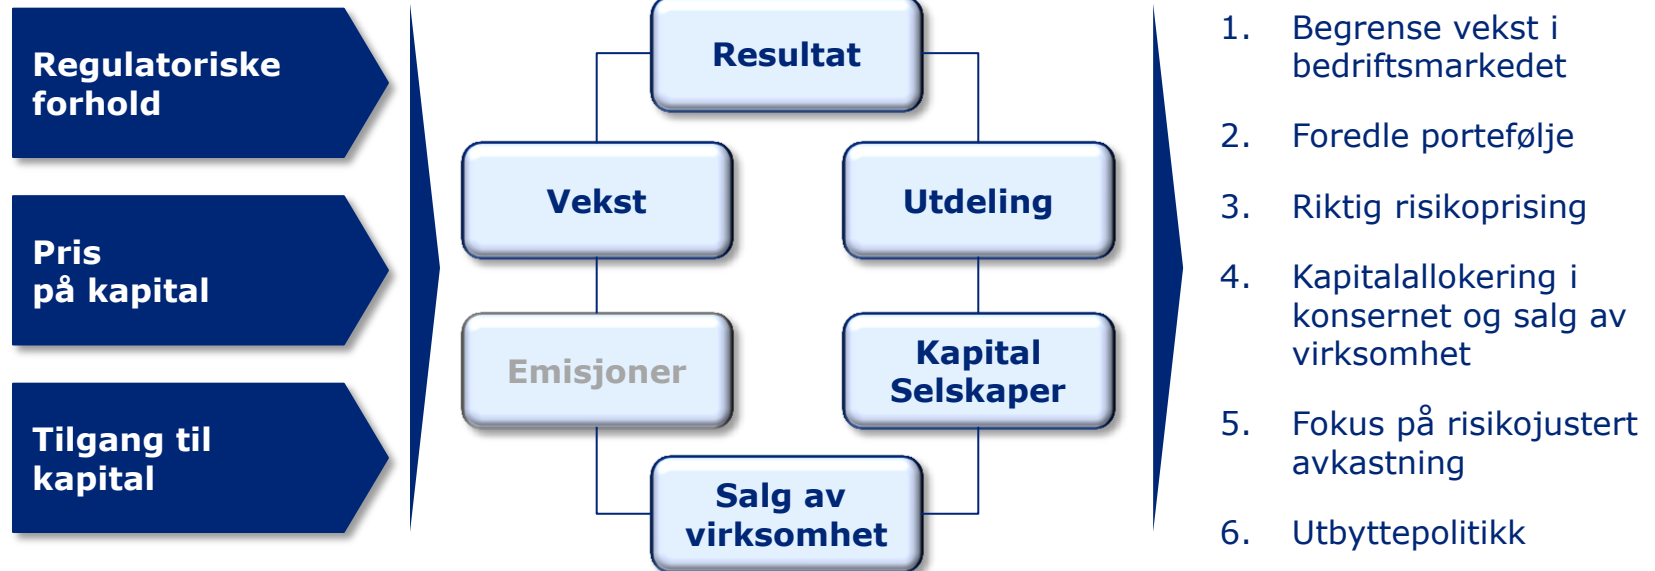 Regulatoriske
forhold
Pris
på kapital
Tilgang til
kapital
Resultat
Vekst
Utdeling
Emisjoner
Kapital
Selskaper
Salg av
virksomhet
1. Begrense vekst i
bedriftsmarkedet
2. Foredle portefølje
3. Riktig risikoprising
4. Kapitalallokering i
konsernet og salg av
virksomhet
5. Fokus på risikojustert
avkastning
6. Utbyttepolitikk